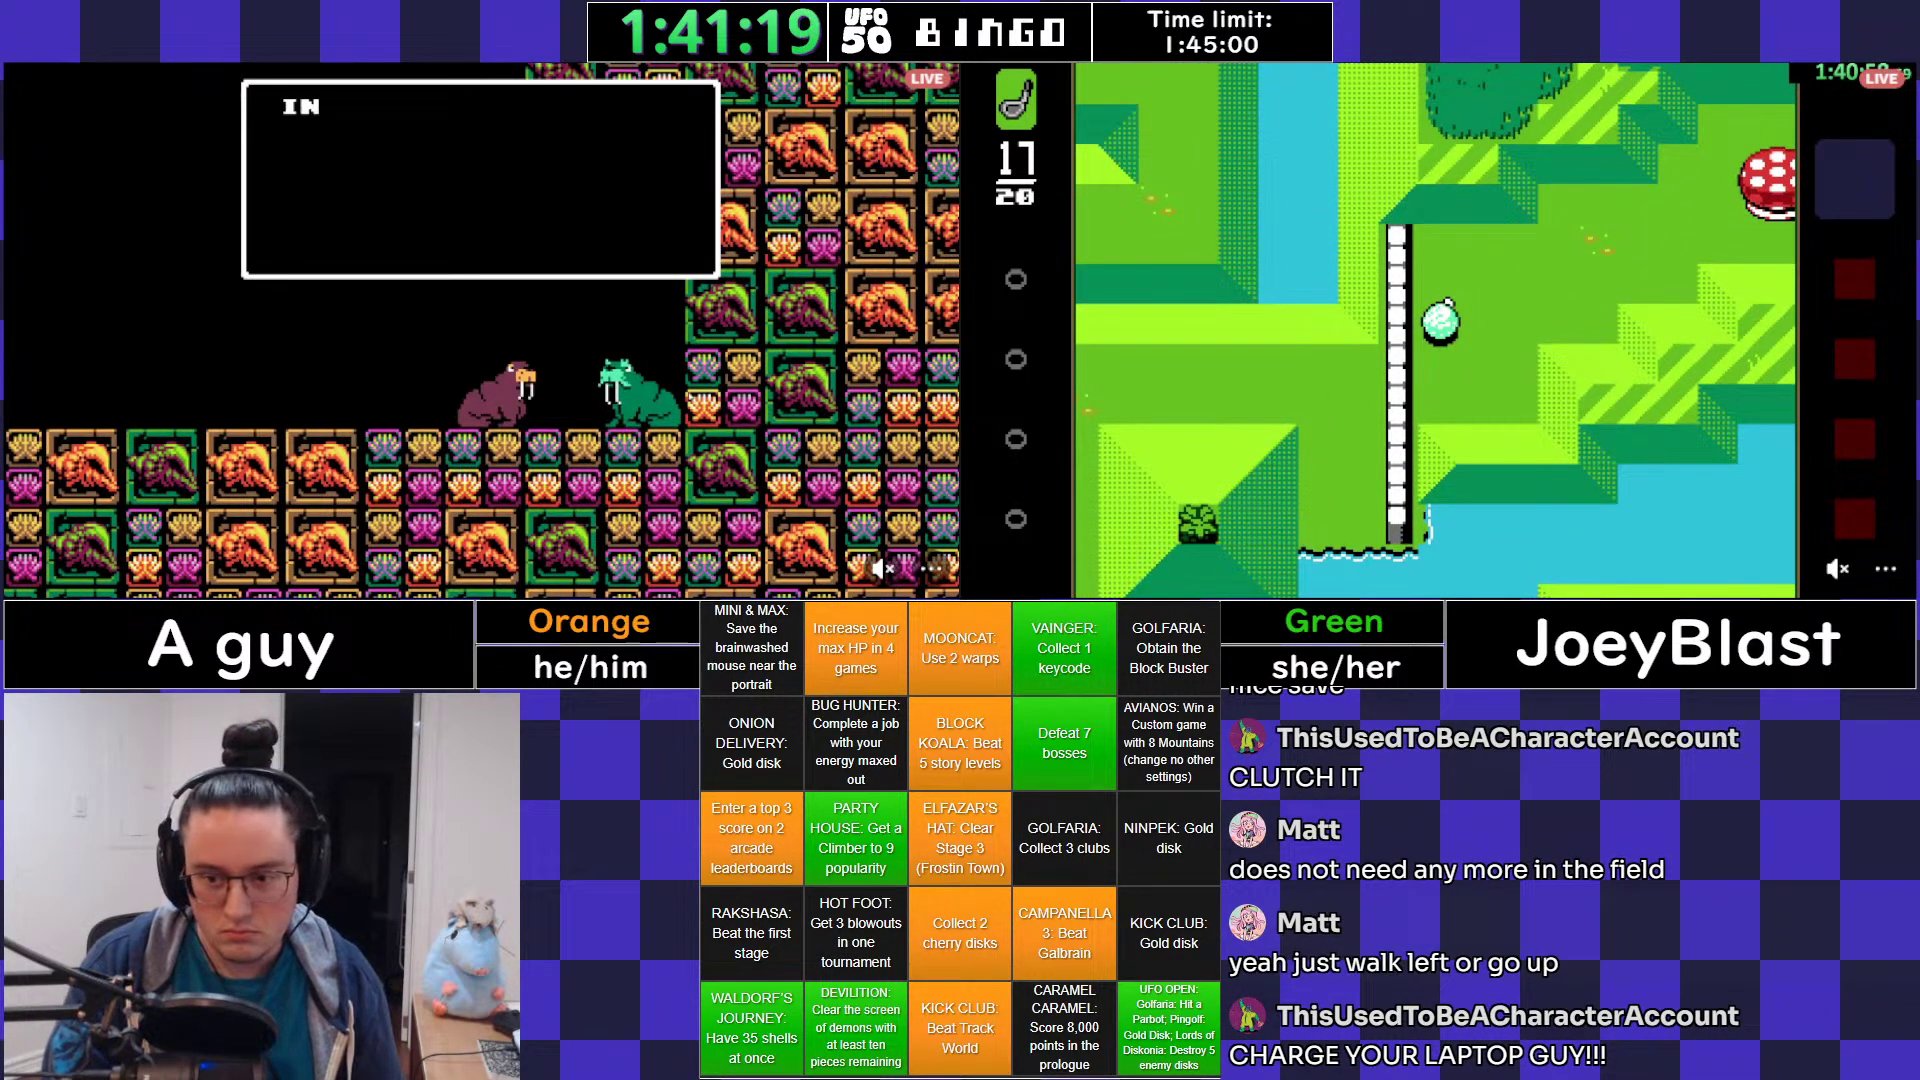 1:41:19
UFO
50
BINGO
Time limit:
1:45:00
IN
LIVE
17
20
LIVE
A guy
Orange
he/him
Green
she/her
JoeyBlast
MINI & MAX:
Save the
brainwashed
mouse near the
portrait
Increase your
max HP in 4
games
MOONCAT:
Use 2 warps
VAINGER:
Collect 1
keycode
GOLFARIA:
Obtain the
Block Buster
ONION
DELIVERY:
Gold disk
BUG HUNTER:
Complete a job
with your
energy maxed
out
BLOCK
KOALA: Beat
5 story levels
Defeat 7
bosses
AVIANOS: Win a
Custom game
with 8 Mountains
(change no other
settings)
Enter a top 3
score on 2
arcade
leaderboards
PARTY
HOUSE: Get a
Climber to 9
popularity
ELFAZAR'S
HAT: Clear
Stage 3
(Frostin Town)
GOLFARIA:
Collect 3 clubs
NINPEK: Gold
disk
RAKSHASA:
Beat the first
stage
HOT FOOT:
Get 3 blowouts
in one
tournament
Collect 2
cherry disks
CAMPANELLA
3: Beat
Galbrain
KICK CLUB:
Gold disk
WALDORF'S
JOURNEY:
Have 35 shells
at once
DEVILITION:
Clear the screen
of demons with
at least ten
pieces remaining
KICK CLUB:
Beat Track
World
CARAMEL
CARAMEL:
Score 8,000
points in the
prologue
UFO OPEN:
Golfaria: Hit a
Parbot; Pingolf:
Gold Disk; Lords of
Diskonia: Destroy 5
enemy disks
nice save
ThisUsedToBeACharacterAccount
CLUTCH IT
Matt
does not need any more in the field
Matt
yeah just walk left or go up
ThisUsedToBeACharacterAccount
CHARGE YOUR LAPTOP GUY!!!